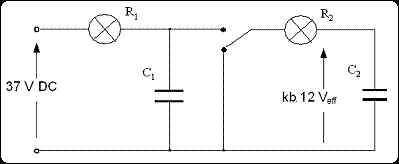 R1
R2
C1
C2
37 V DC
kb. 12 Veff